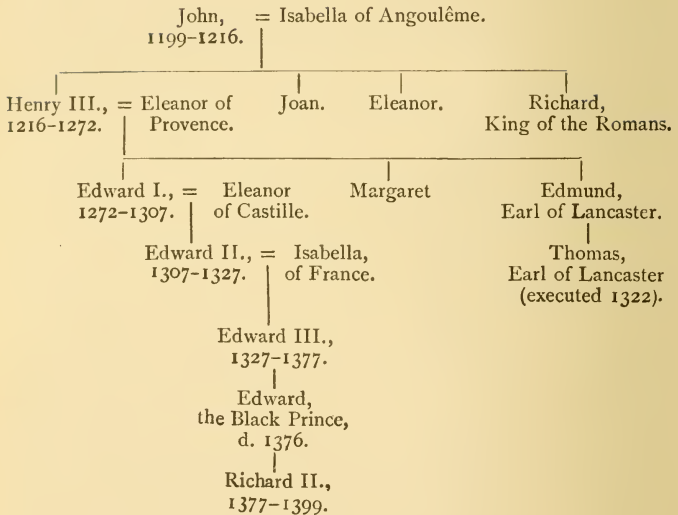 John, = Isabella of Angoulême.
1199–1216.
Henry III., = Eleanor of Joan. Eleanor. Richard,
1216–1272. Provence. King of the Romans.
Edward I., = Eleanor Margaret Edmund,
1272–1307. of Castille. Earl of Lancaster.
Edward II., = Isabella, Thomas,
1307–1327. of France. Earl of Lancaster
(executed 1322).
Edward III.,
1327–1377.
Edward,
the Black Prince,
d. 1376.
Richard II.,
1377–1399.